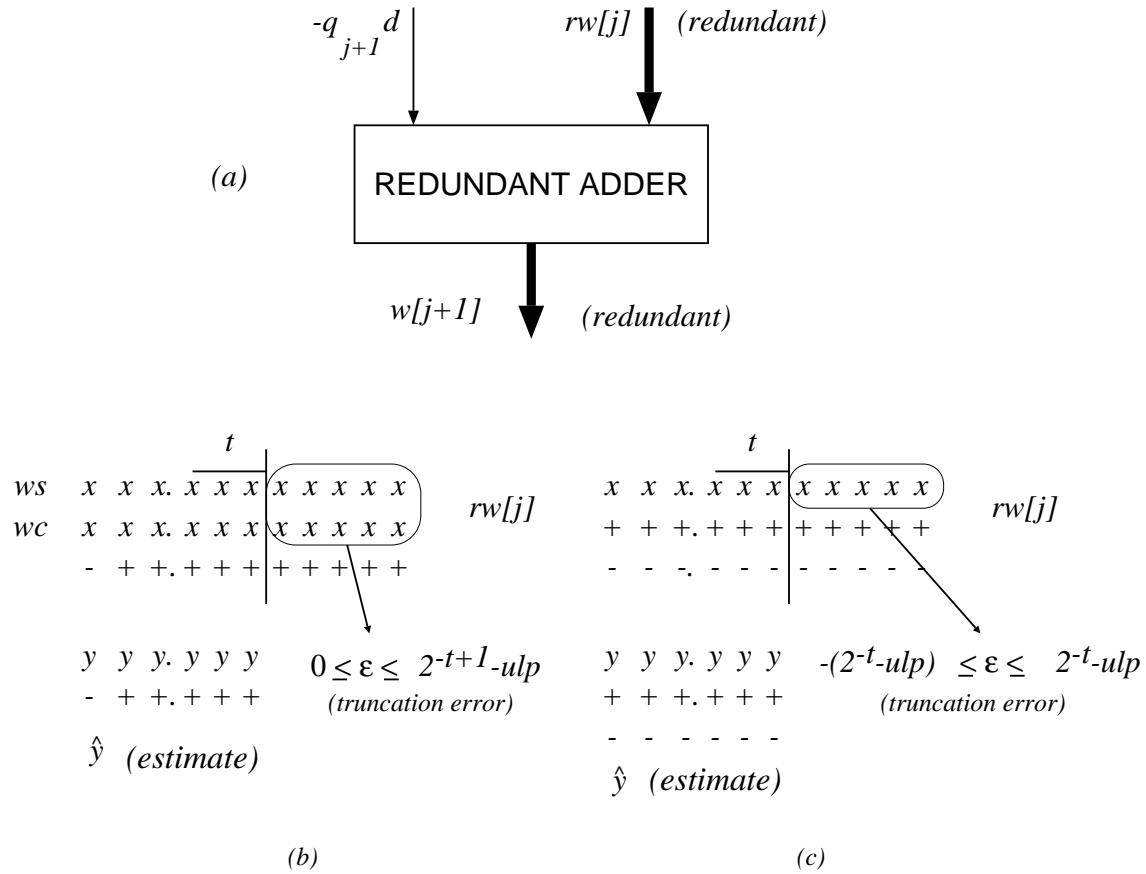 -q j+1 d rw[j] (redundant)
(a)
REDUNDANT ADDER
w[j+1] (redundant)
t
ws x x x. x x x x x x x x
wc x x x. x x x x x x x x
- + +. + + + + + + + +
rw[j]
y y y. y y y
- + +. + + +
0 ≤ ε ≤ 2^-t+1-ulp
(truncation error)
ŷ (estimate)
(b)
t
x x x. x x x x x x x x
+ + +. + + + + + + + +
- - -. - - - - - - - -
rw[j]
y y y. y y y
+ + +. + + +
- - - - - -
-(2^-t-ulp) ≤ ε ≤ 2^-t-ulp
(truncation error)
ŷ (estimate)
(c)